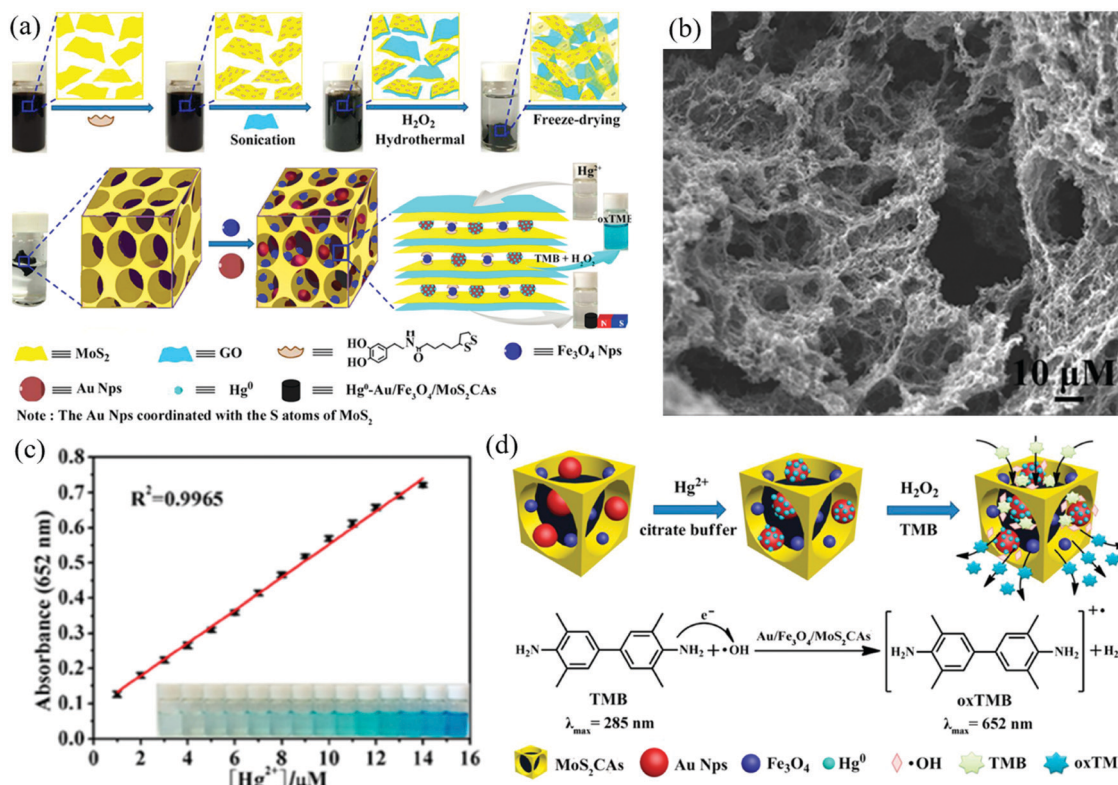 (a)
Sonication
H₂O₂
Hydrothermal
Freeze-drying
Hg²⁺
oxTMB
TMB + H₂O₂
N S
MoS₂
GO
HO
HO
H
N
O
S
S
Fe₃O₄ Nps
Au Nps
Hg⁰
Hg⁰-Au/Fe₃O₄/MoS₂CAs
Note : The Au Nps coordinated with the S atoms of MoS₂
(b)
10 μM
(c)
R²=0.9965
Absorbance (652 nm)
0.8
0.7
0.6
0.5
0.4
0.3
0.2
0.1
0.0
0 2 4 6 8 10 12 14 16
[Hg²⁺]/μM
(d)
Hg²⁺
citrate buffer
H₂O₂
TMB
H₂N
NH₂
+ •OH
e⁻
Au/Fe₃O₄/MoS₂CAs
H₂N
NH₂
+•
+H₂
TMB
oxTMB
λmax = 285 nm
λmax = 652 nm
MoS₂CAs
Au Nps
Fe₃O₄
Hg⁰
•OH
TMB
oxTM